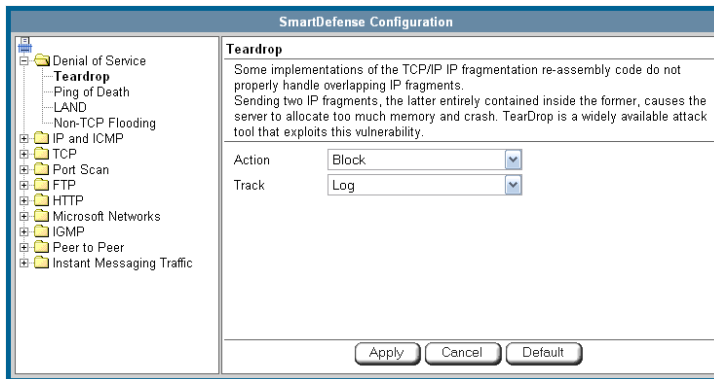 SmartDefense Configuration
Denial of Service
Teardrop
Ping of Death
LAND
Non-TCP Flooding
IP and ICMP
TCP
Port Scan
FTP
HTTP
Microsoft Networks
IGMP
Peer to Peer
Instant Messaging Traffic
Teardrop
Some implementations of the TCP/IP IP fragmentation re-assembly code do not
properly handle overlapping IP fragments.
Sending two IP fragments, the latter entirely contained inside the former, causes the
server to allocate too much memory and crash. TearDrop is a widely available attack
tool that exploits this vulnerability.
Action Block
Track Log
Apply Cancel Default